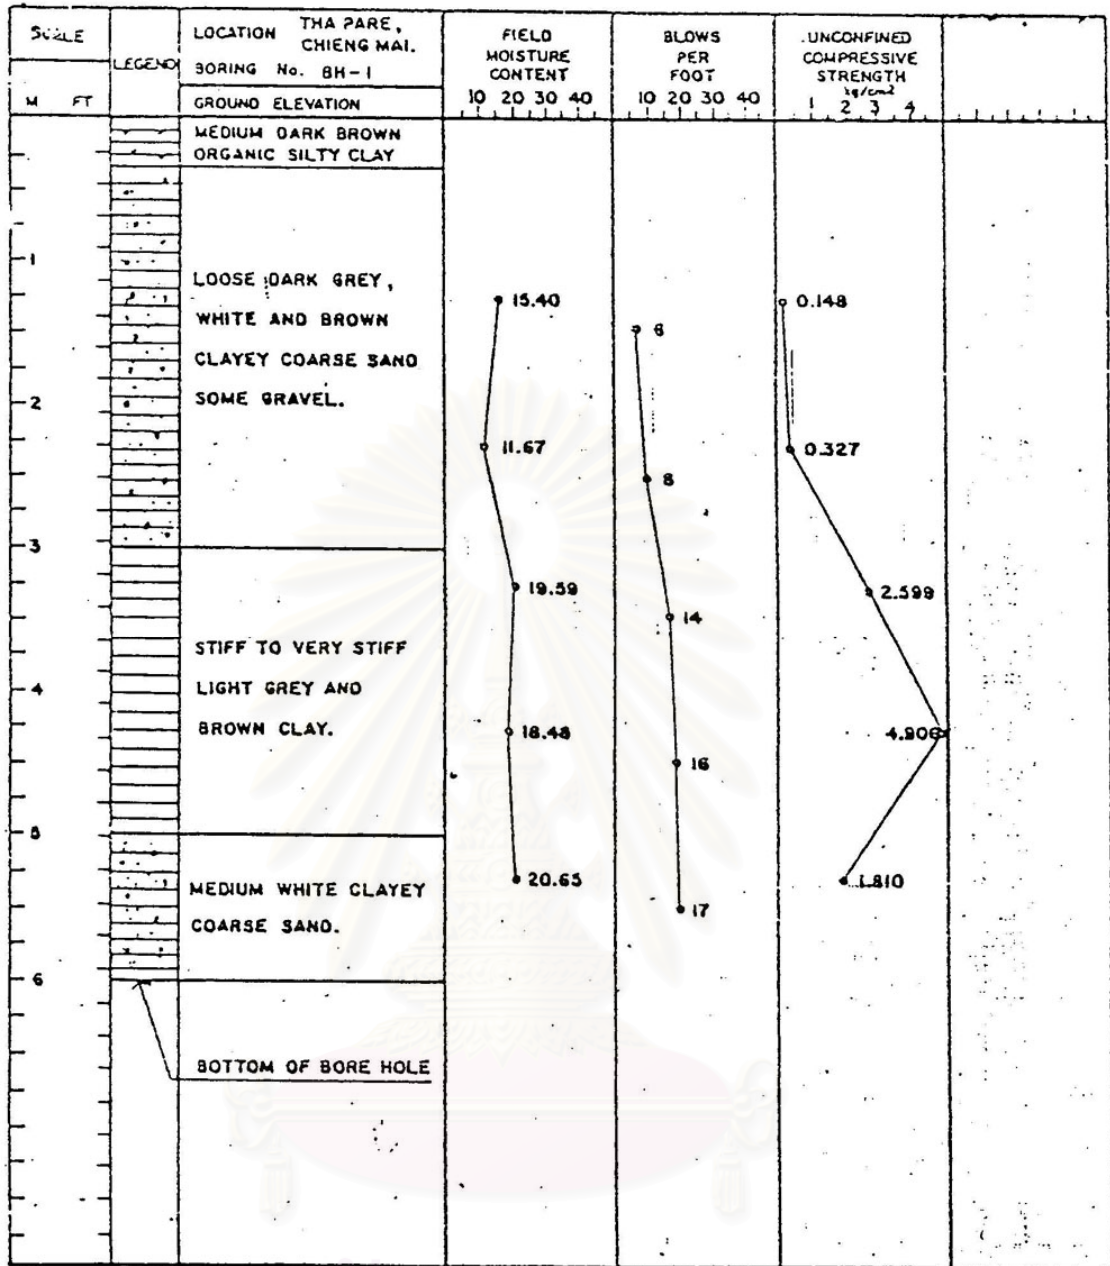 SCALE
M FT
LEGEND
LOCATION THA PARE,
CHIENG MAI.
BORING No. BH-1
GROUND ELEVATION
FIELD
MOISTURE
CONTENT
10 20 30 40
BLOWS
PER
FOOT
10 20 30 40
UNCONFINED
COMPRESSIVE
STRENGTH
kg/cm2
1 2 3 4
MEDIUM DARK BROWN
ORGANIC SILTY CLAY
1
LOOSE DARK GREY,
15.40
0.148
WHITE AND BROWN
6
CLAYEY COARSE SAND
2
SOME GRAVEL.
11.67
0.327
8
3
19.59
2.599
14
STIFF TO VERY STIFF
4
LIGHT GREY AND
BROWN CLAY.
18.48
4.906
16
5
MEDIUM WHITE CLAYEY
20.65
1.810
COARSE SAND.
17
6
BOTTOM OF BORE HOLE